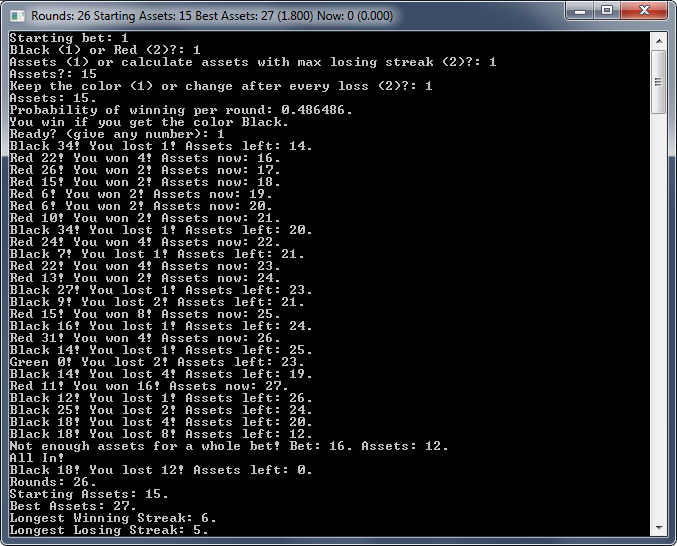 Rounds: 26 Starting Assets: 15 Best Assets: 27 (1.800) Now: 0 (0.000)
Starting bet: 1
Black (1) or Red (2)?: 1
Assets (1) or calculate assets with max losing streak (2)?: 1
Assets?: 15
Keep the color (1) or change after every loss (2)?: 1
Assets: 15.
Probability of winning per round: 0.486486.
You win if you get the color Black.
Ready? (give any number): 1
Black 34! You lost 1! Assets left: 14.
Red 22! You won 4! Assets now: 16.
Red 26! You won 2! Assets now: 17.
Red 15! You won 2! Assets now: 18.
Red 6! You won 2! Assets now: 19.
Red 6! You won 2! Assets now: 20.
Red 10! You won 2! Assets now: 21.
Black 34! You lost 1! Assets left: 20.
Red 24! You won 4! Assets now: 22.
Black 7! You lost 1! Assets left: 21.
Red 22! You won 4! Assets now: 23.
Red 13! You won 2! Assets now: 24.
Black 27! You lost 1! Assets left: 23.
Black 9! You lost 2! Assets left: 21.
Red 15! You won 8! Assets now: 25.
Black 16! You lost 1! Assets left: 24.
Red 31! You won 4! Assets now: 26.
Black 14! You lost 1! Assets left: 25.
Green 0! You lost 2! Assets left: 23.
Black 14! You lost 4! Assets left: 19.
Red 11! You won 16! Assets now: 27.
Black 12! You lost 1! Assets left: 26.
Black 25! You lost 2! Assets left: 24.
Black 18! You lost 4! Assets left: 20.
Black 18! You lost 8! Assets left: 12.
Not enough assets for a whole bet! Bet: 16. Assets: 12.
All In!
Black 18! You lost 12! Assets left: 0.
Rounds: 26.
Starting Assets: 15.
Best Assets: 27.
Longest Winning Streak: 6.
Longest Losing Streak: 5.